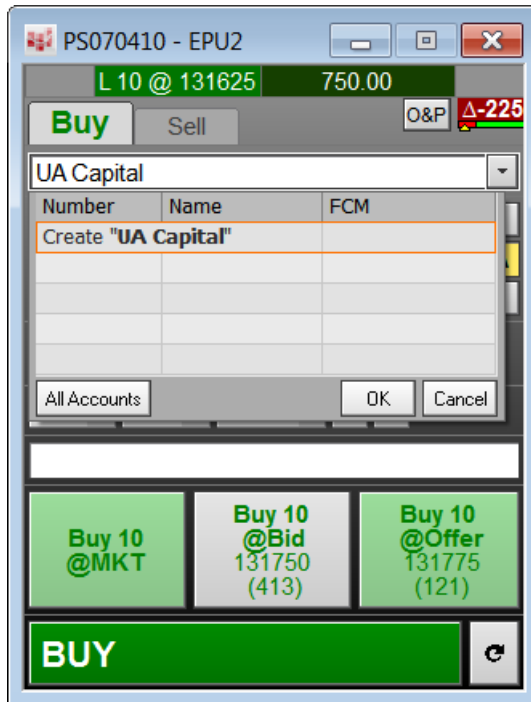 PS070410 - EPU2
L 10 @ 131625 750.00
Buy Sell O&P Δ-225
UA Capital
Number Name FCM
Create "UA Capital"
All Accounts OK Cancel
Buy 10 @MKT
Buy 10 @Bid 131750 (413)
Buy 10 @Offer 131775 (121)
BUY